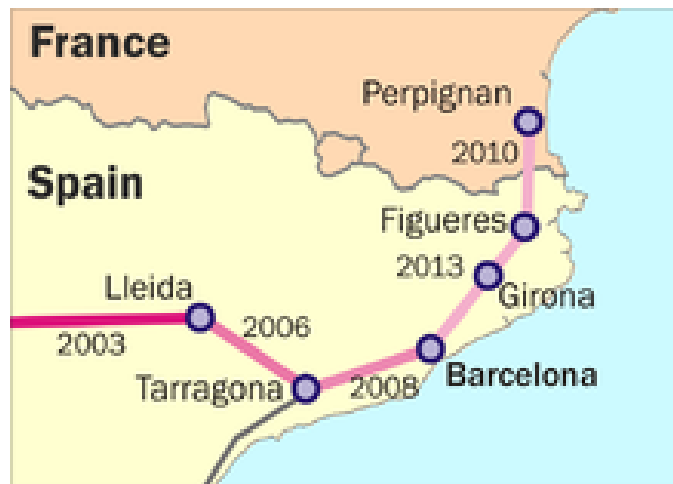 France
Perpignan
2010
Spain
Figueres
2013
Lleida
Girona
2006
2003
Tarragona
2008
Barcelona